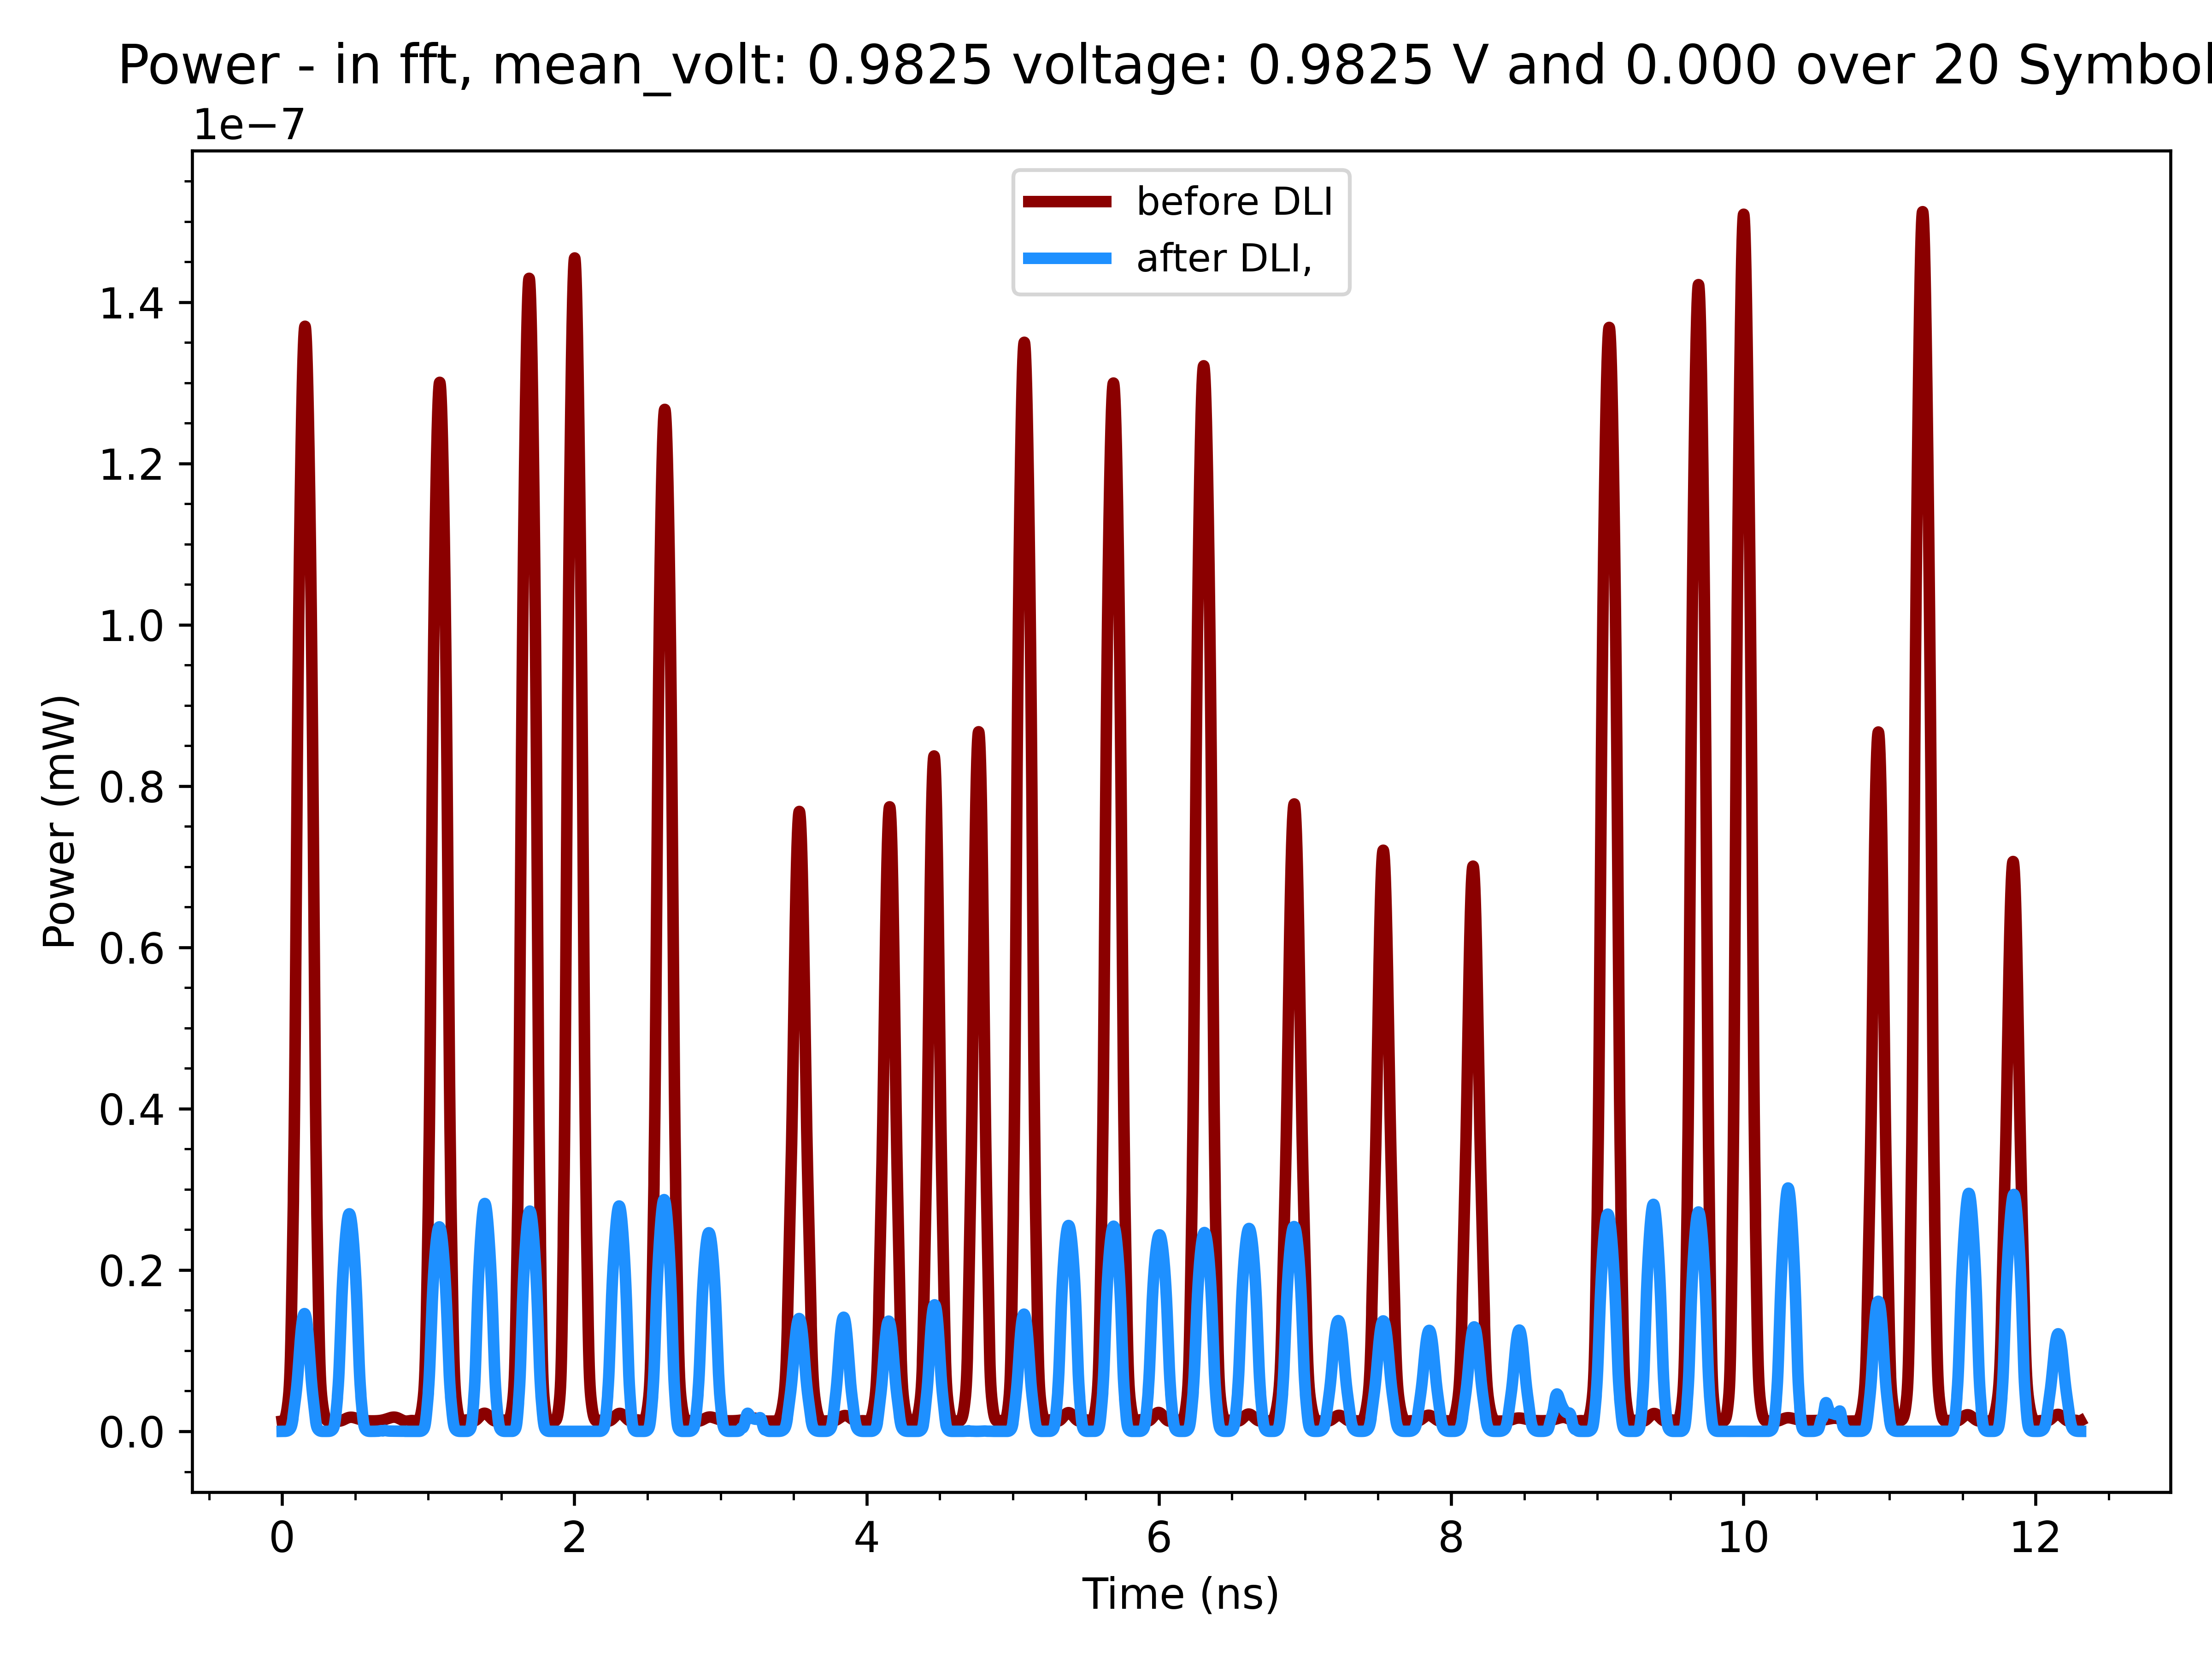 Power - in fft, mean_volt: 0.9825 voltage: 0.9825 V and 0.000 over 20 Symbol
1e−7
before DLI
after DLI,
1.4
1.2
1.0
0.8
0.6
0.4
0.2
0.0
Power (mW)
0 2 4 6 8 10 12
Time (ns)